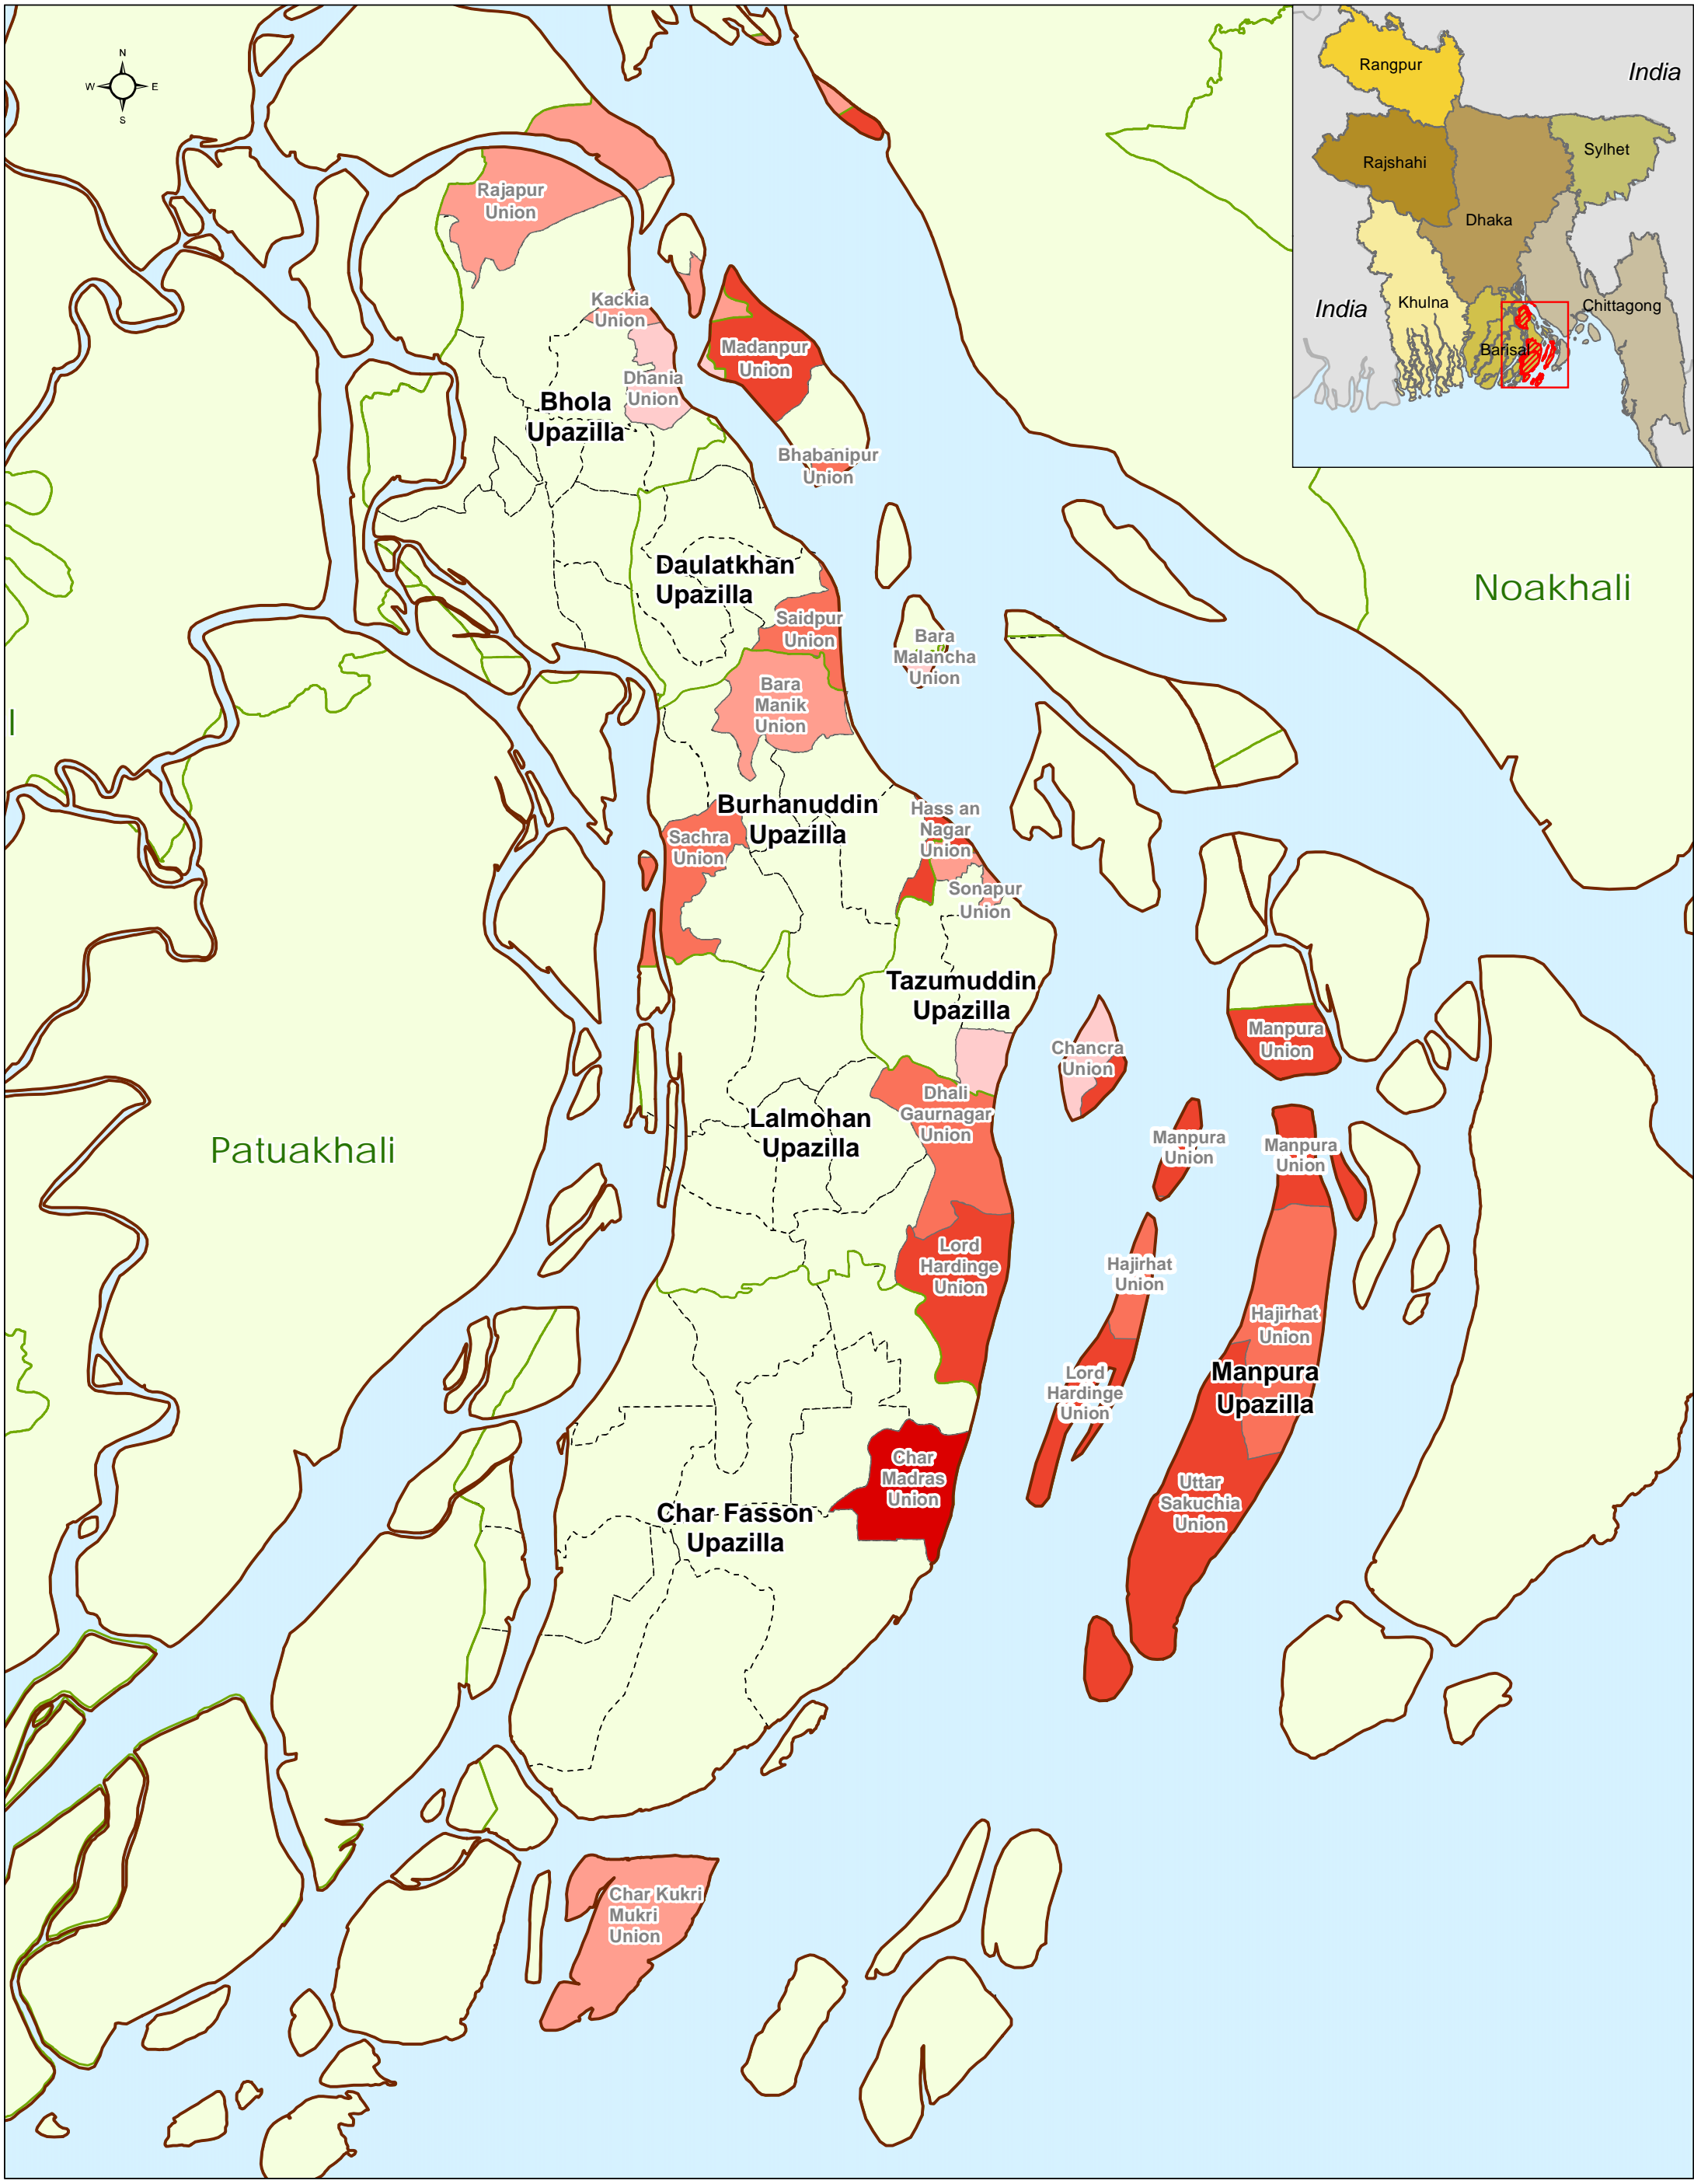 N
W
E
S
Rangpur
India
Rajshahi
Sylhet
Dhaka
India
Khulna
Chittagong
Barisal
Rajapur
Union
Kackia
Union
Madanpur
Union
Dhania
Union
Bhola
Upazilla
Bhabanipur
Union
Daulatkhan
Upazilla
Noakhali
Saidpur
Union
Bara
Malancha
Union
Bara
Manik
Union
l
Burhanuddin
Upazilla
Hass an
Nagar
Union
Sachra
Union
Sonapur
Union
Tazumuddin
Upazilla
Manpura
Union
Chancra
Union
Dhali
Gaurnagar
Union
Lalmohan
Upazilla
Patuakhali
Manpura
Union
Manpura
Union
Lord
Hardinge
Union
Hajirhat
Union
Hajirhat
Union
Lord
Hardinge
Union
Manpura
Upazilla
Char
Madras
Union
Uttar
Sakuchia
Union
Char Fasson
Upazilla
Char Kukri
Mukri
Union